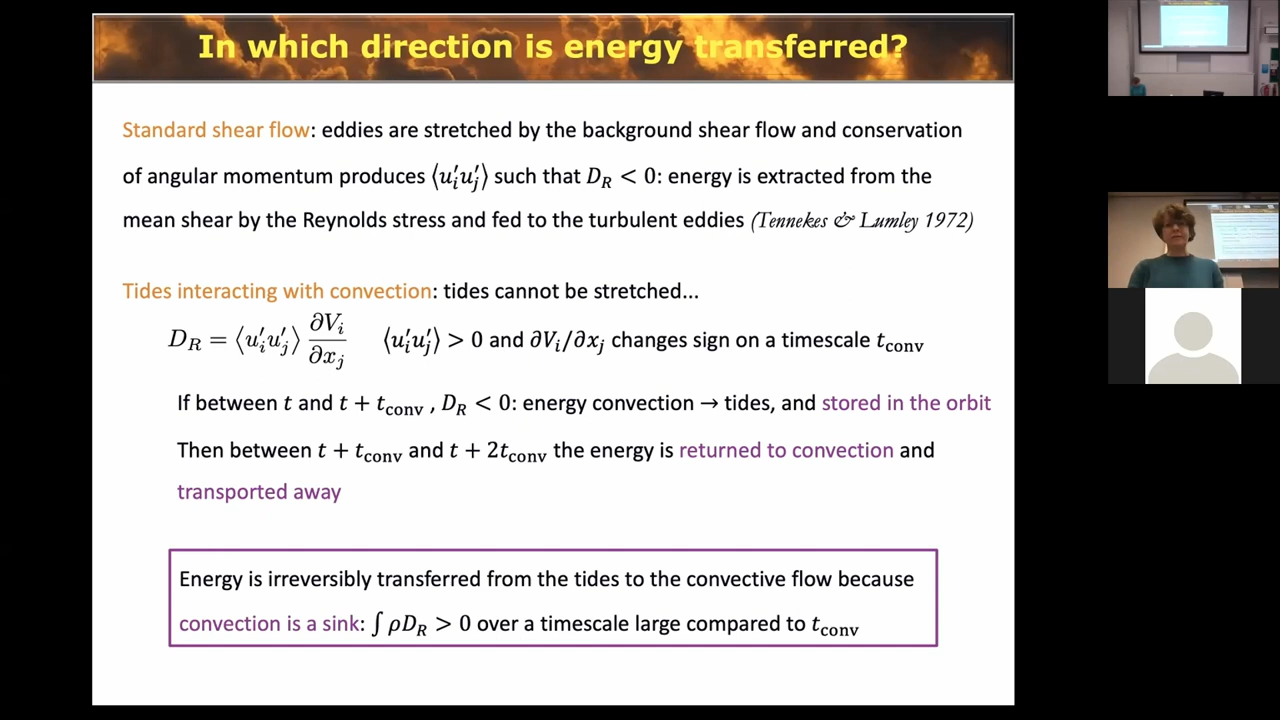 In which direction is energy transferred?
Standard shear flow: eddies are stretched by the background shear flow and conservation
of angular momentum produces ⟨u′ᵢu′ⱼ⟩ such that D_R < 0: energy is extracted from the
mean shear by the Reynolds stress and fed to the turbulent eddies (Tennekes & Lumley 1972)
Tides interacting with convection: tides cannot be stretched...
D_R = ⟨u′ᵢu′ⱼ⟩ ∂Vᵢ/∂xⱼ ⟨u′ᵢu′ⱼ⟩ > 0 and ∂Vᵢ/∂xⱼ changes sign on a timescale t_conv
If between t and t + t_conv , D_R < 0: energy convection → tides, and stored in the orbit
Then between t + t_conv and t + 2t_conv the energy is returned to convection and
transported away
Energy is irreversibly transferred from the tides to the convective flow because
convection is a sink: ∫ ρD_R > 0 over a timescale large compared to t_conv